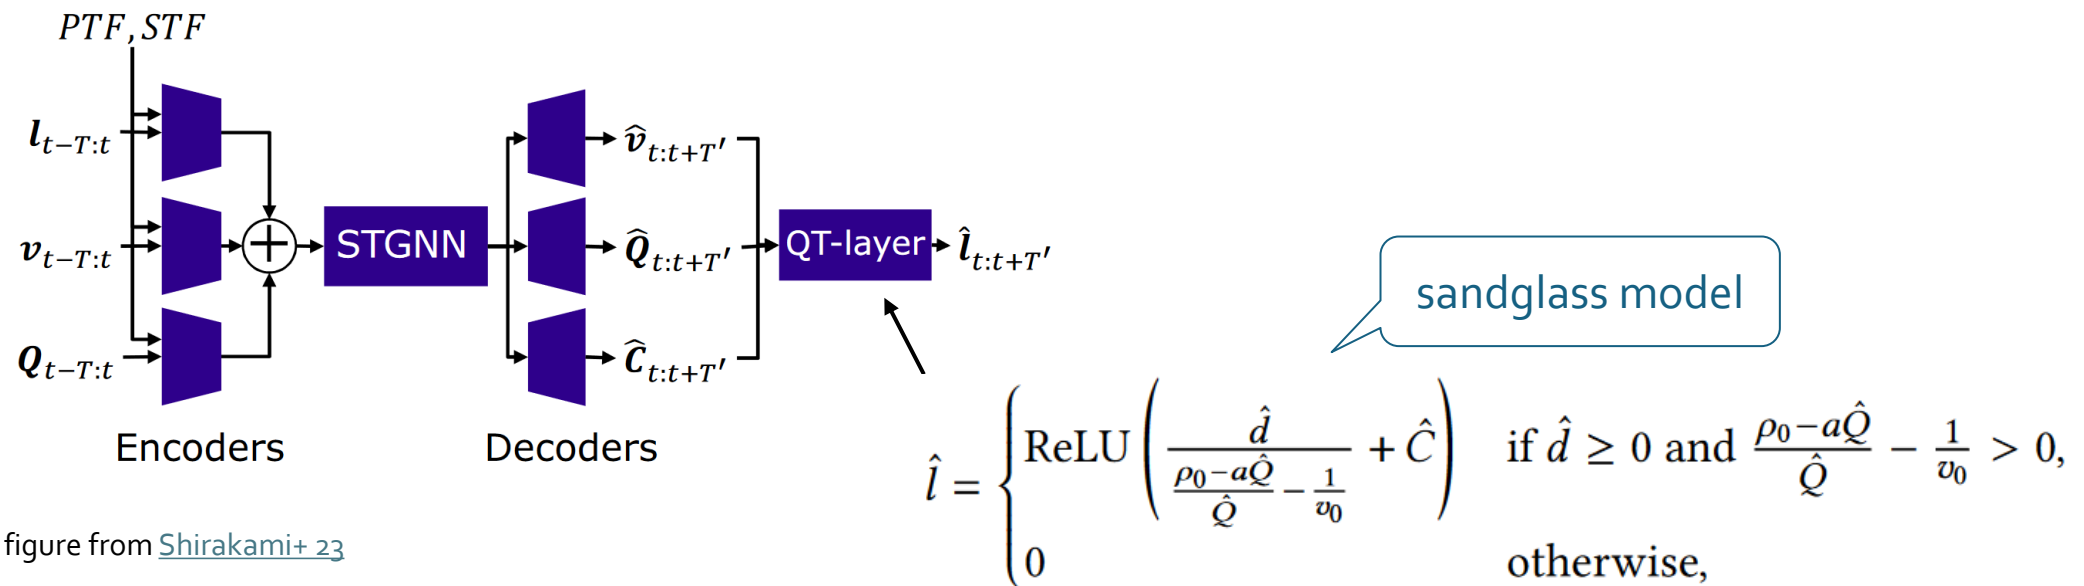 PTF, STF
l_{t−T:t}
v_{t−T:t}
Q_{t−T:t}
Encoders
STGNN
Decoders
v̂_{t:t+T′}
Q̂_{t:t+T′}
Ĉ_{t:t+T′}
QT-layer
l̂_{t:t+T′}
sandglass model
l̂ = { ReLU ( d̂ / ( (ρ₀−aQ̂)/Q̂ − 1/v₀ ) + Ĉ ) if d̂ ≥ 0 and (ρ₀−aQ̂)/Q̂ − 1/v₀ > 0,
0 otherwise,
figure from Shirakami+ 23